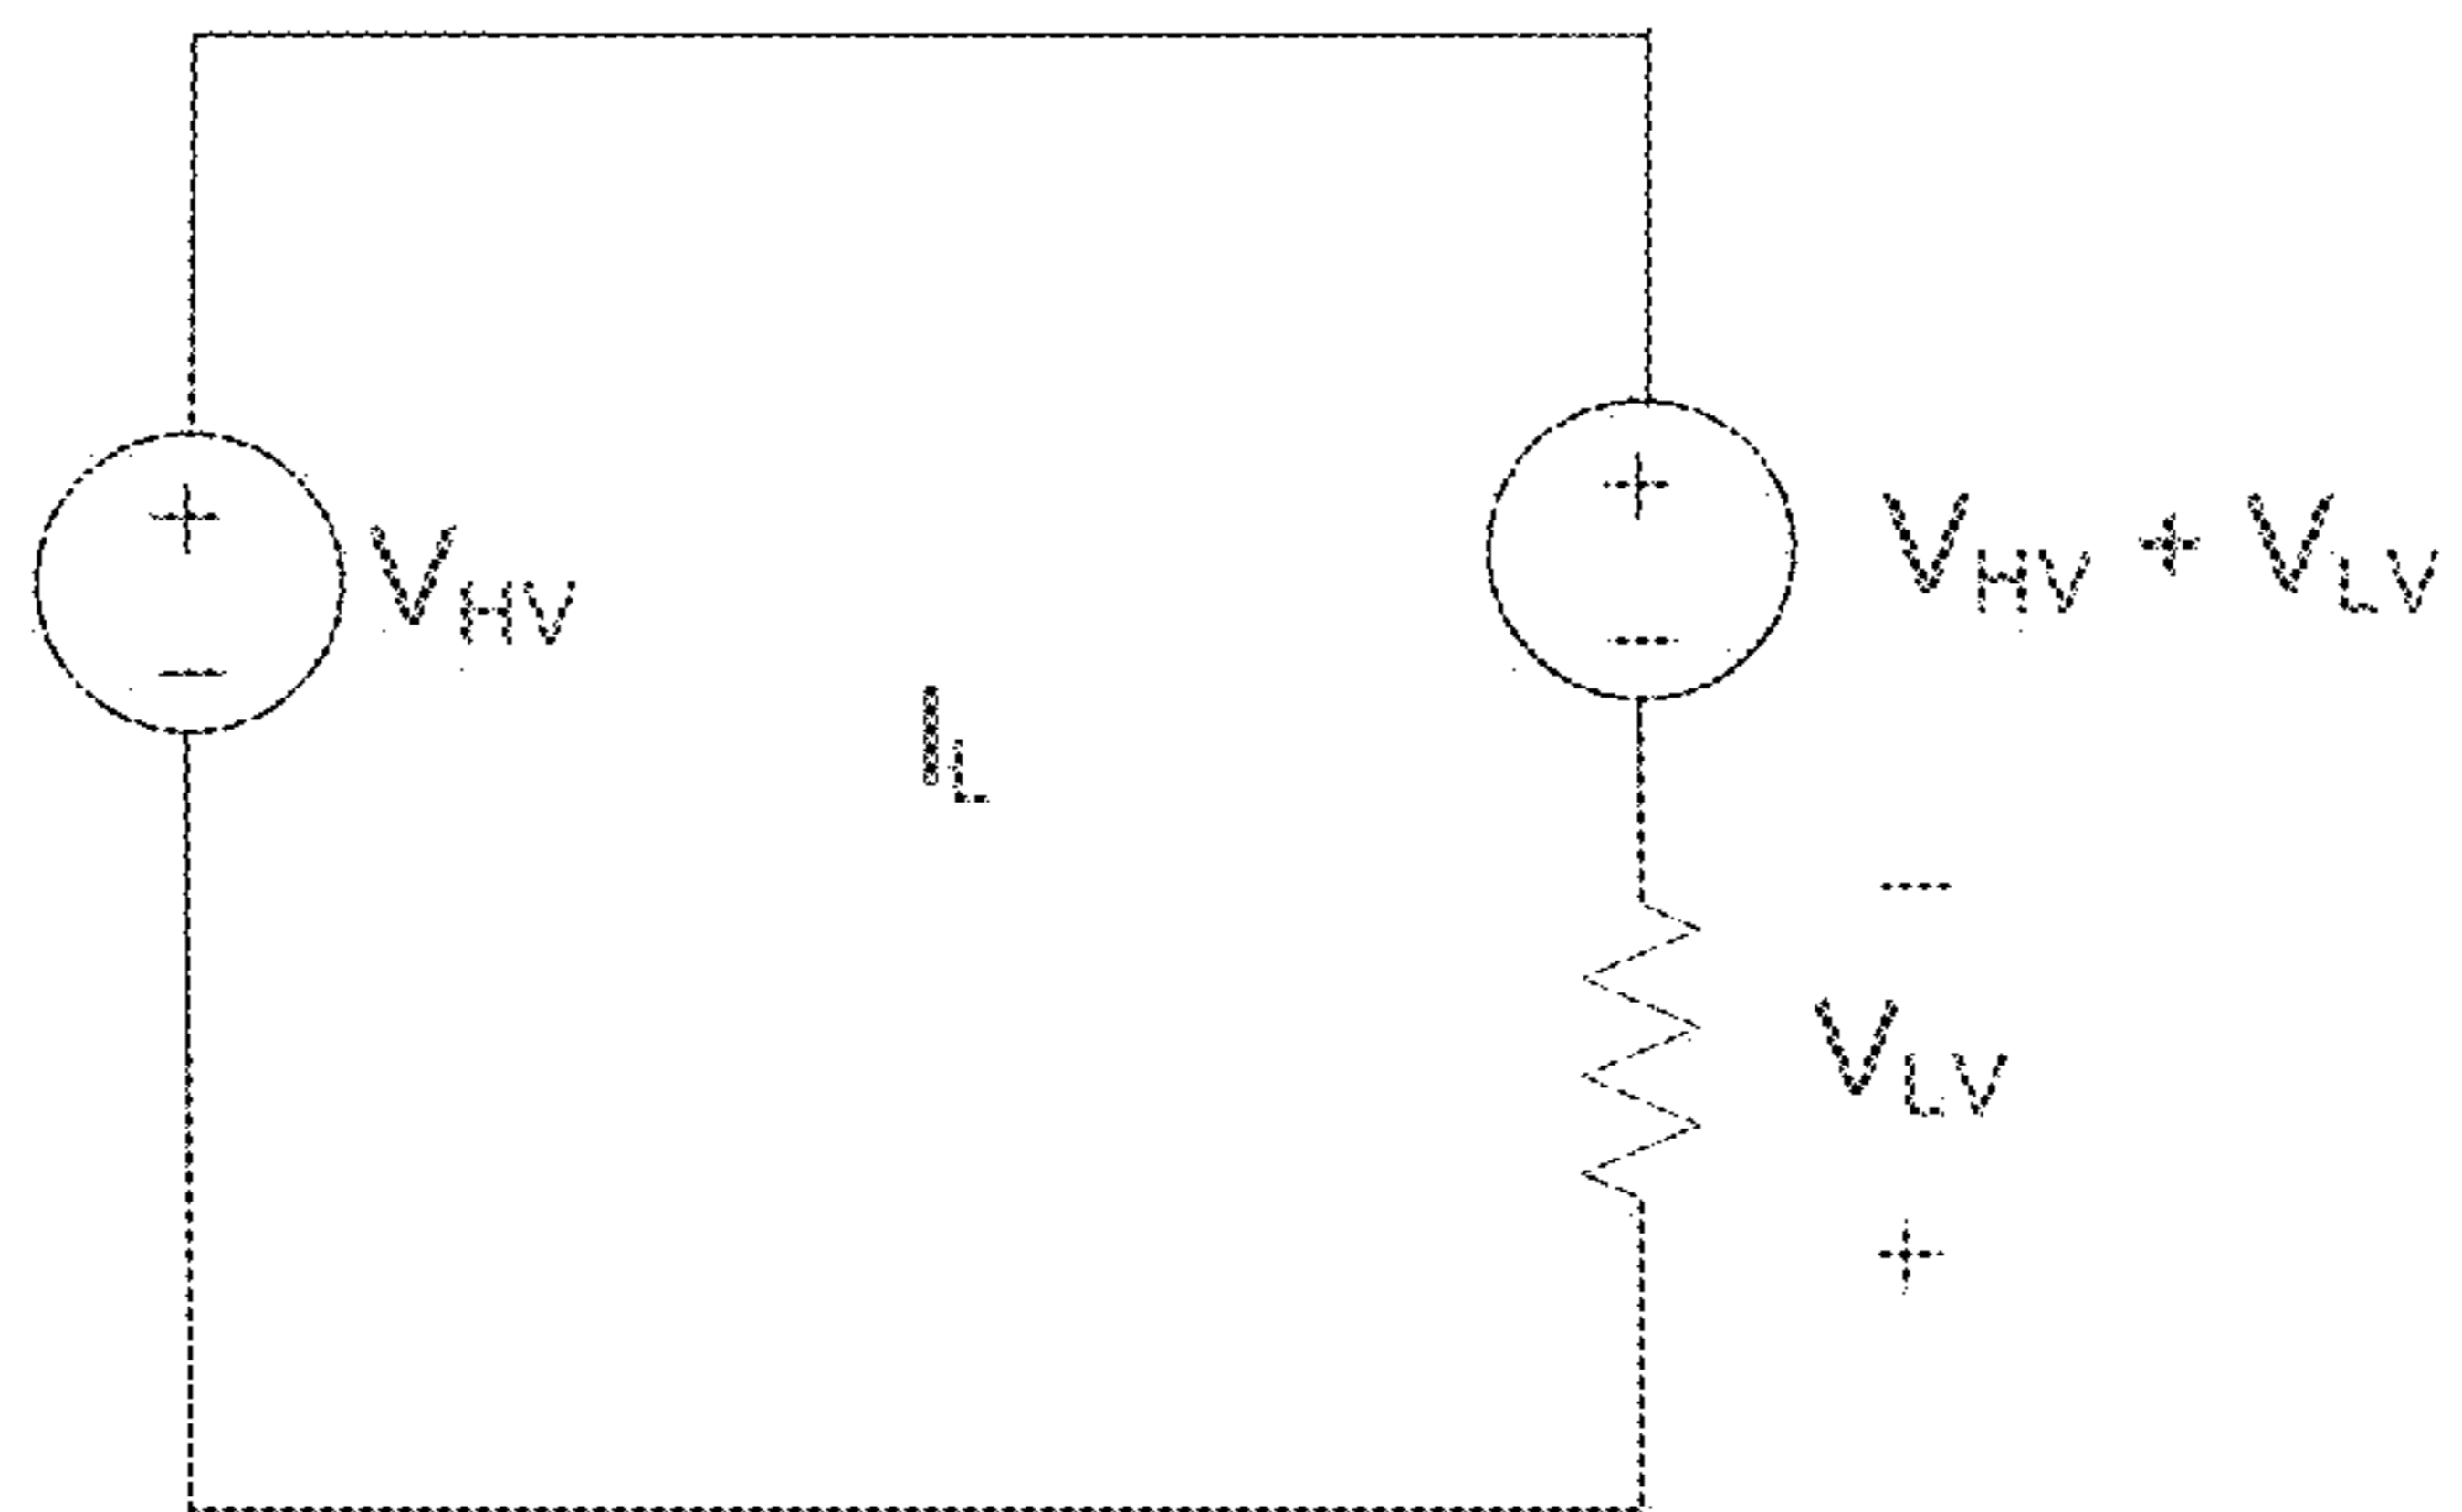 +
V_HV
−
I_L
+
V_HV + V_LV
−
−
V_LV
+